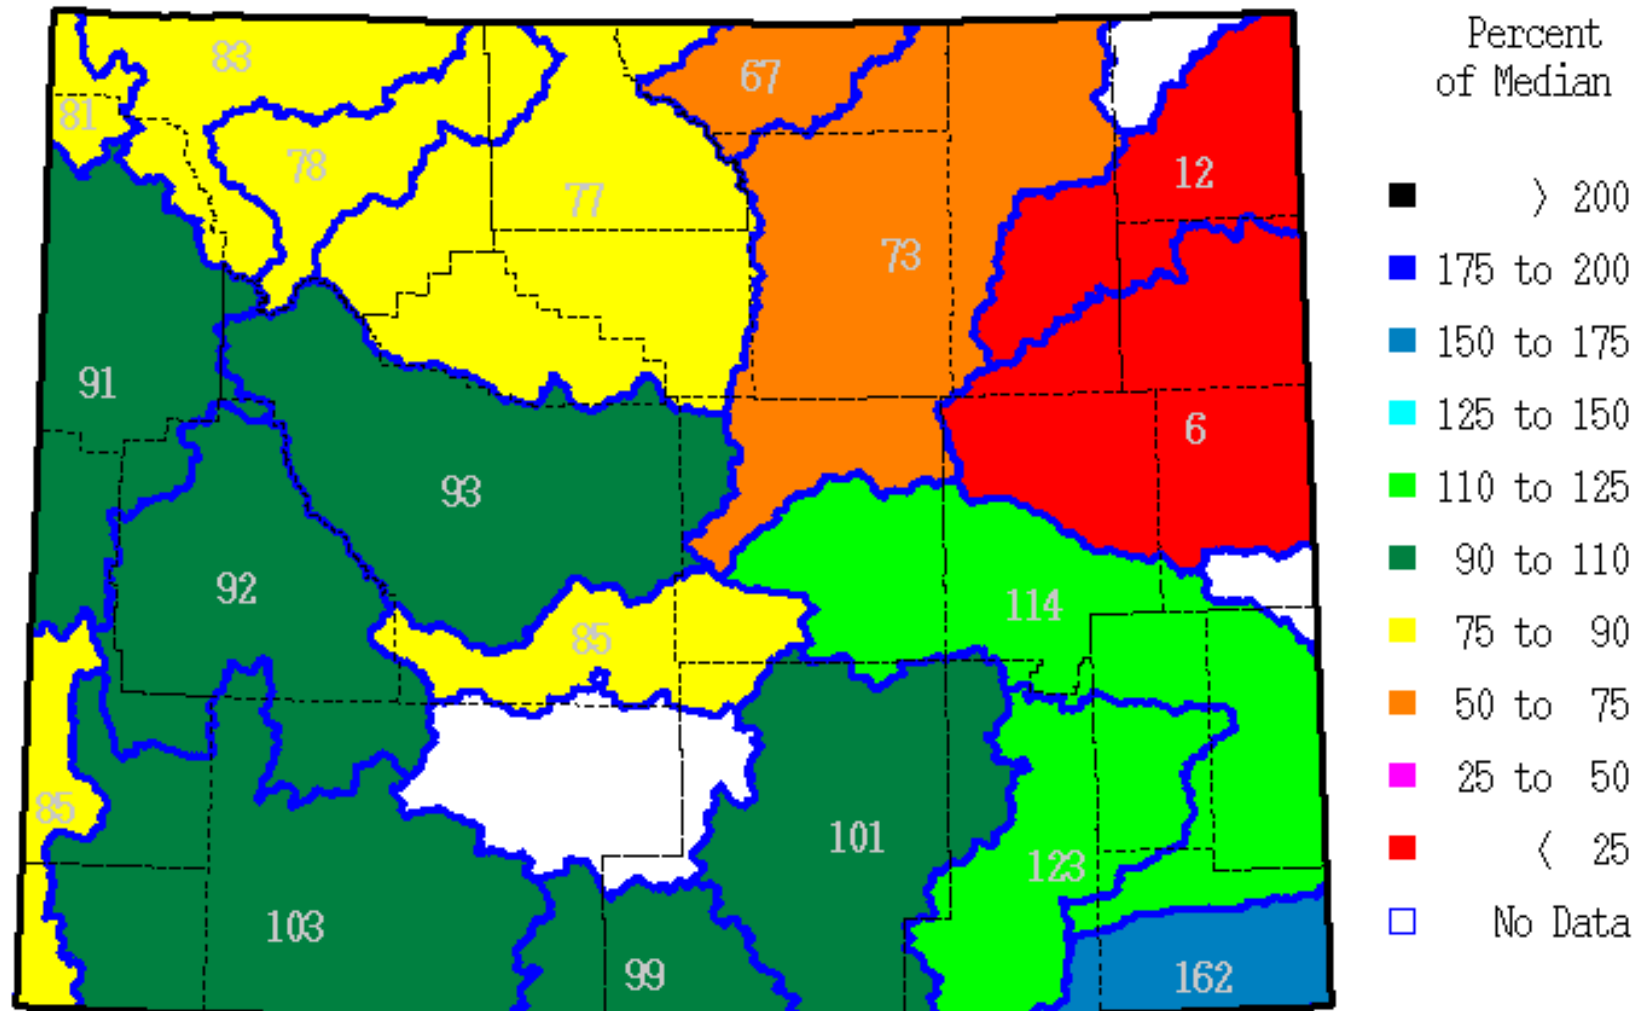 Percent
of Median
⟩ 200
175 to 200
150 to 175
125 to 150
110 to 125
90 to 110
75 to 90
50 to 75
25 to 50
⟨ 25
No Data
83
67
81
78
12
77
73
91
6
93
92
114
85
85
101
123
103
99
162